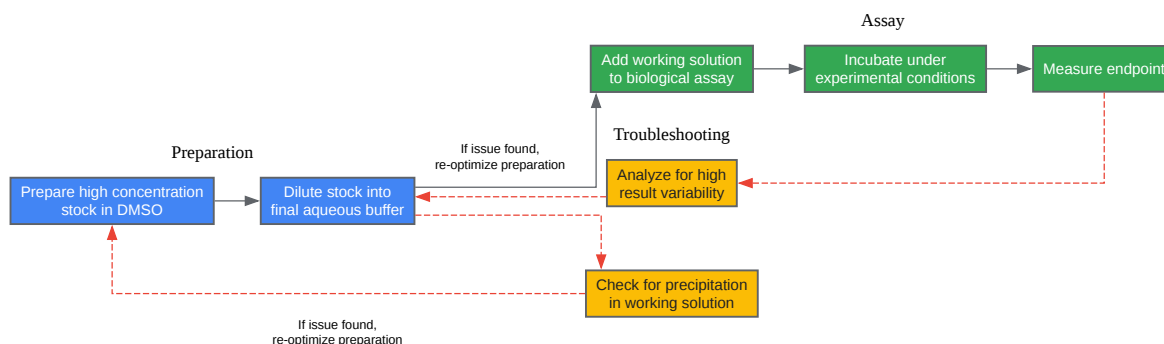 Assay
Add working solution
to biological assay
Incubate under
experimental conditions
Measure endpoint
Troubleshooting
If issue found,
re-optimize preparation
Preparation
Analyze for high
result variability
Prepare high concentration
stock in DMSO
Dilute stock into
final aqueous buffer
Check for precipitation
in working solution
If issue found,
re-optimize preparation